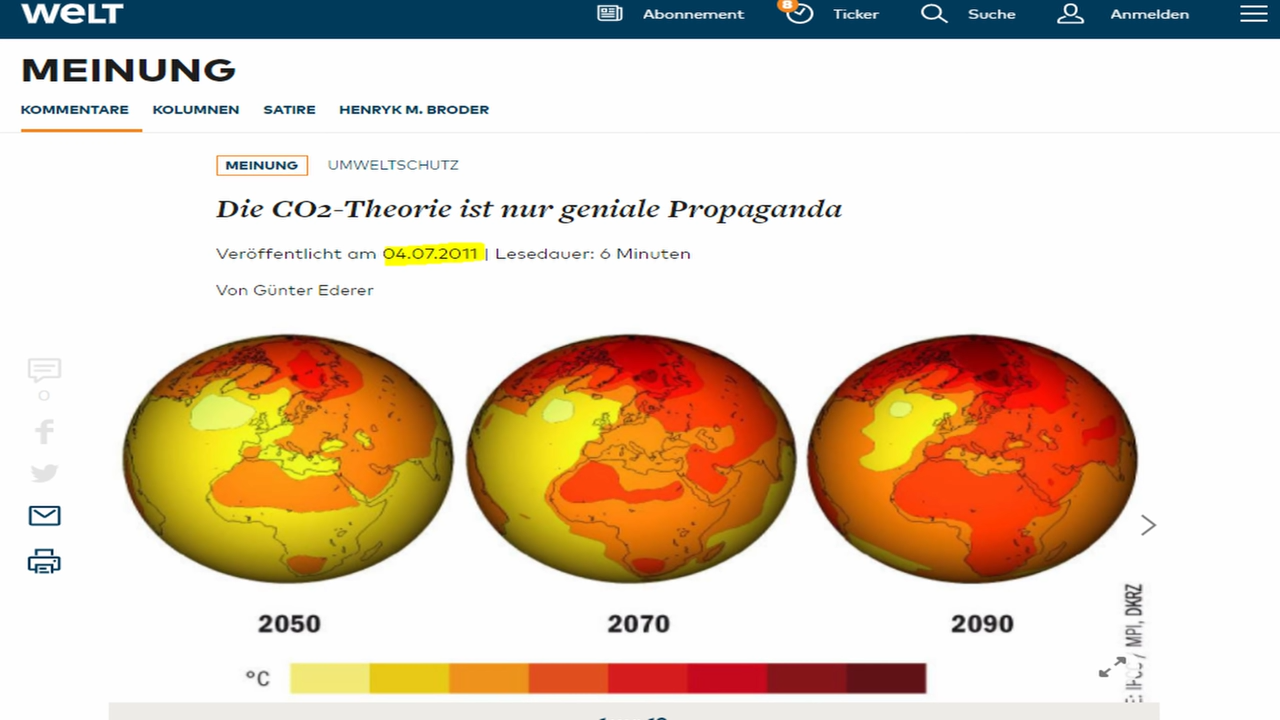 WELT
Abonnement
8
Ticker
Suche
Anmelden
MEINUNG
KOMMENTARE KOLUMNEN SATIRE HENRYK M. BRODER
MEINUNG UMWELTSCHUTZ
Die CO2-Theorie ist nur geniale Propaganda
Veröffentlicht am 04.07.2011 | Lesedauer: 6 Minuten
Von Günter Ederer
0
2050 2070 2090
°C
/ MPI, DKRZ